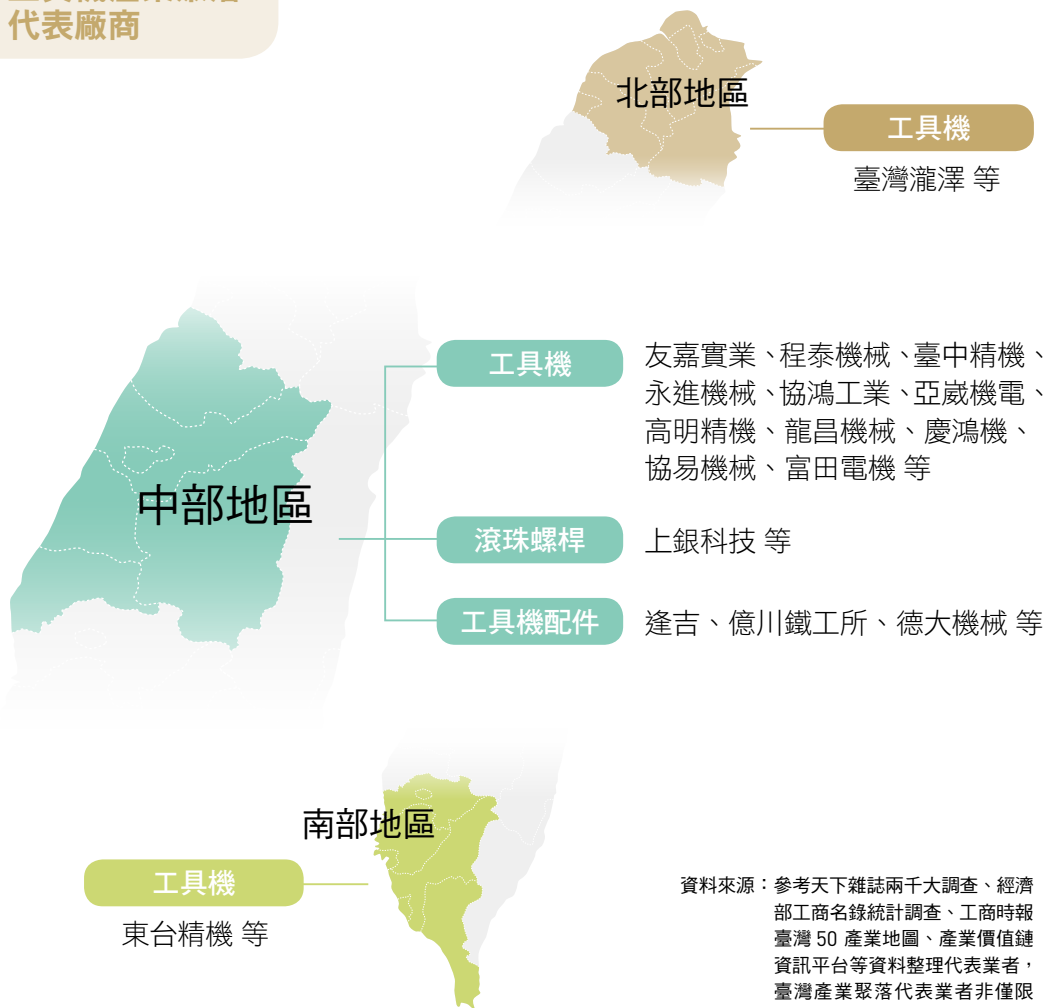 代表廠商
北部地區
工具機
臺灣瀧澤 等
中部地區
工具機
友嘉實業、程泰機械、臺中精機、
永進機械、協鴻工業、亞崴機電、
高明精機、龍昌機械、慶鴻機、
協易機械、富田電機 等
滾珠螺桿
上銀科技 等
工具機配件
逢吉、億川鐵工所、德大機械 等
南部地區
工具機
東台精機 等
資料來源：參考天下雜誌兩千大調查、經濟
部工商名錄統計調查、工商時報
臺灣 50 產業地圖、產業價值鏈
資訊平台等資料整理代表業者，
臺灣產業聚落代表業者非僅限